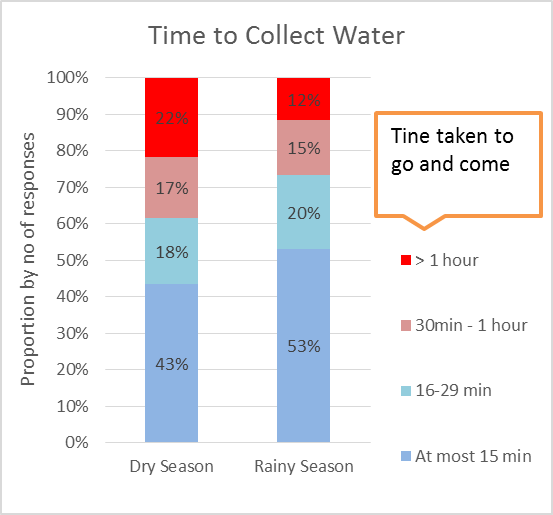 Time to Collect Water
Proportion by no of responses
100%
90%
80%
70%
60%
50%
40%
30%
20%
10%
0%
22%
17%
18%
43%
12%
15%
20%
53%
Dry Season
Rainy Season
Tine taken to
go and come
> 1 hour
30min - 1 hour
16-29 min
At most 15 min